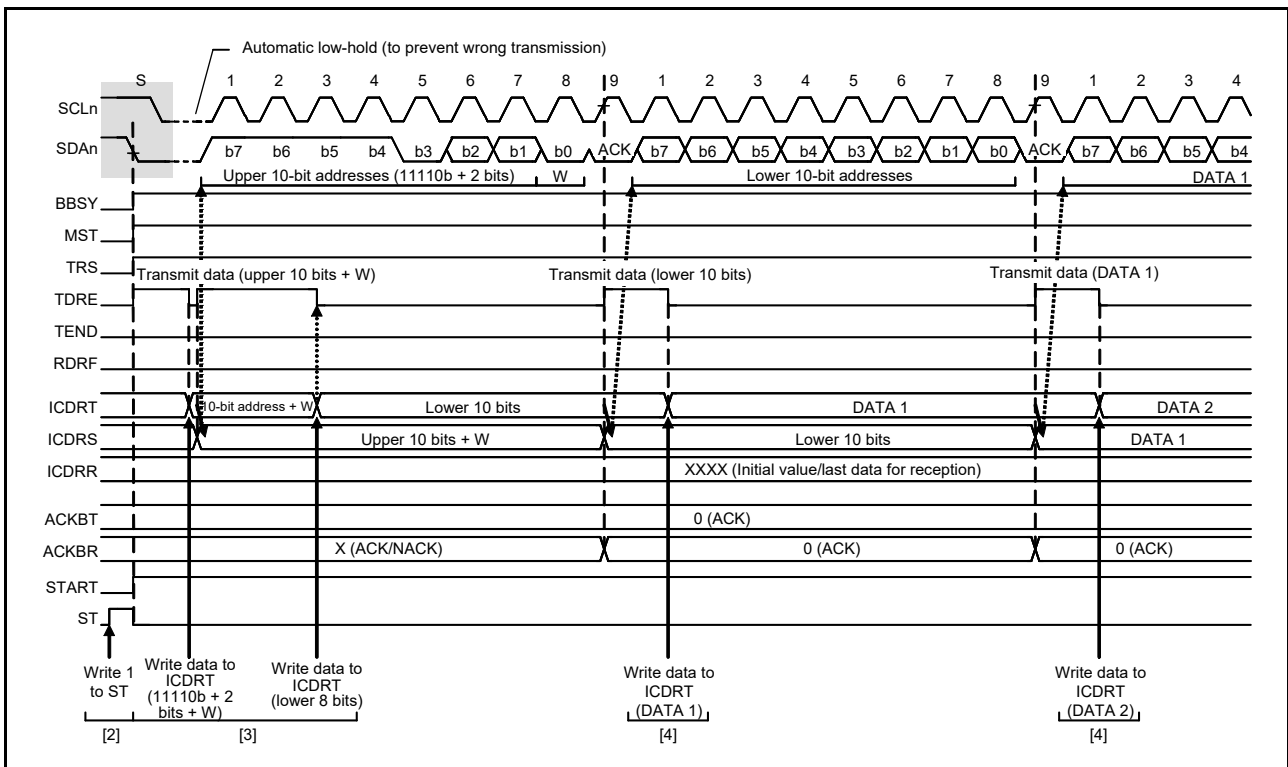 Automatic low-hold (to prevent wrong transmission)
S 1 2 3 4 5 6 7 8 9 1 2 3 4 5 6 7 8 9 1 2 3 4
SCLn
SDAn b7 b6 b5 b4 b3 b2 b1 b0 ACK b7 b6 b5 b4 b3 b2 b1 b0 ACK b7 b6 b5 b4
Upper 10-bit addresses (11110b + 2 bits) W Lower 10-bit addresses DATA 1
BBSY
MST
TRS
Transmit data (upper 10 bits + W) Transmit data (lower 10 bits) Transmit data (DATA 1)
TDRE
TEND
RDRF
ICDRT 10-bit address + W Lower 10 bits DATA 1 DATA 2
ICDRS Upper 10 bits + W Lower 10 bits DATA 1
ICDRR XXXX (Initial value/last data for reception)
ACKBT 0 (ACK)
ACKBR X (ACK/NACK) 0 (ACK) 0 (ACK)
START
ST
Write 1
to ST
Write data to
ICDRT
(11110b + 2
bits + W)
Write data to
ICDRT
(lower 8 bits)
Write data to
ICDRT
(DATA 1)
Write data to
ICDRT
(DATA 2)
[2] [3] [4] [4]